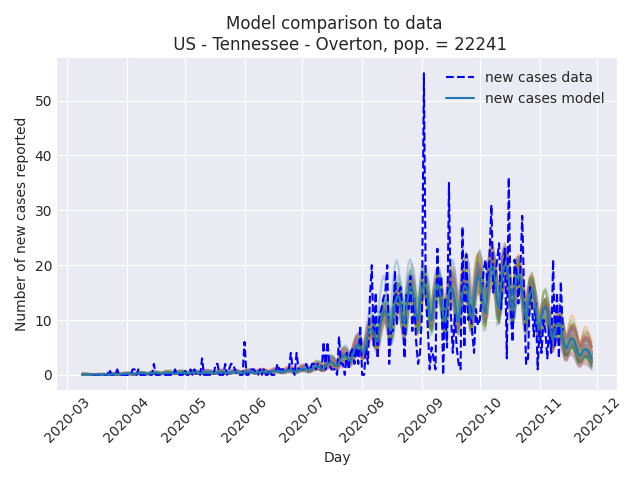 Model comparison to data
US - Tennessee - Overton, pop. = 22241
new cases data
new cases model
Number of new cases reported
50
40
30
20
10
0
2020-03
2020-04
2020-05
2020-06
2020-07
2020-08
2020-09
2020-10
2020-11
2020-12
Day